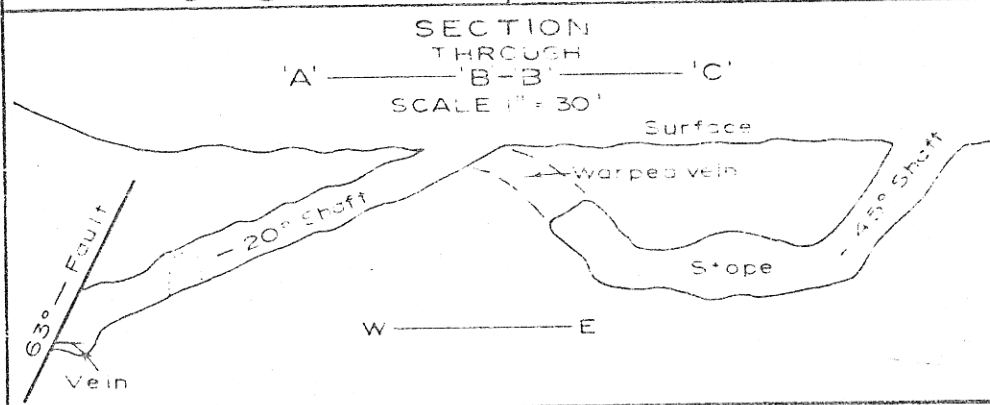 SECTION
THROUGH
'A' 'B-B' 'C'
SCALE 1" = 30'
Surface
Warped vein
-45° Shaft
-20° Shaft
63° Fault
Stope
W E
Vein